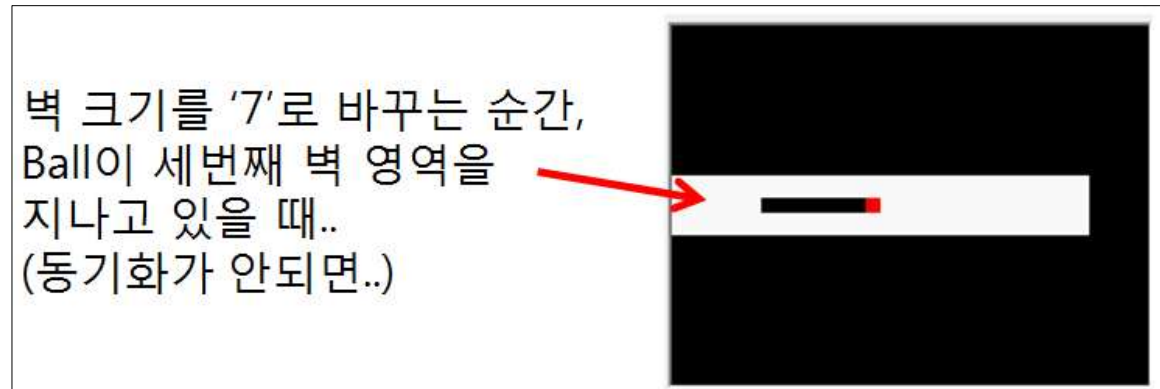 벽 크기를 '7'로 바꾸는 순간,
Ball이 세번째 벽 영역을
지나고 있을 때..
(동기화가 안되면..)